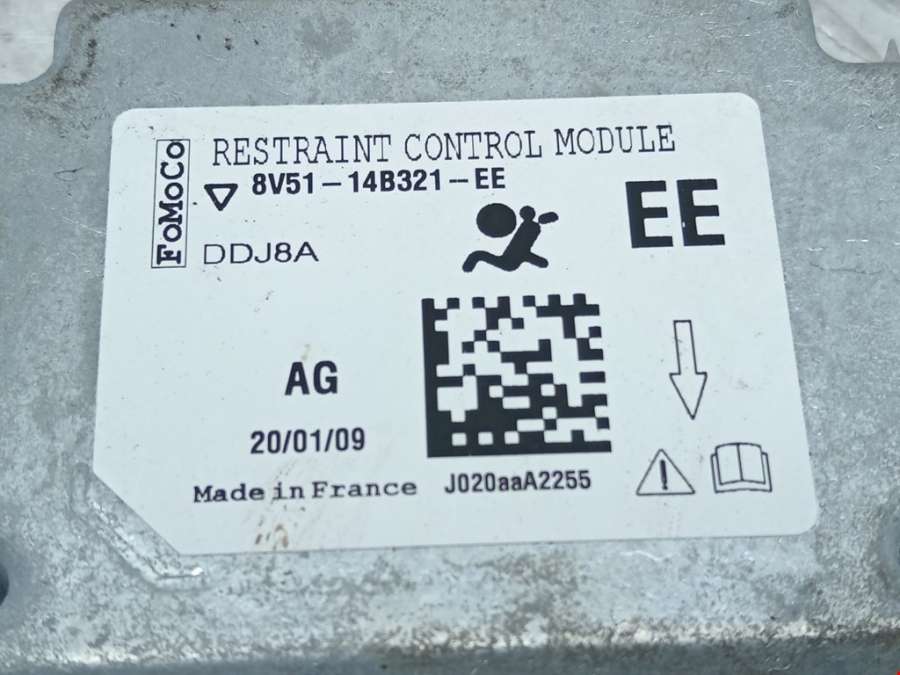 FoMoCo
RESTRAINT CONTROL MODULE
8V51-14B321-EE
EE
DDJ8A
AG
20/01/09
Made in France
J020aaA2255